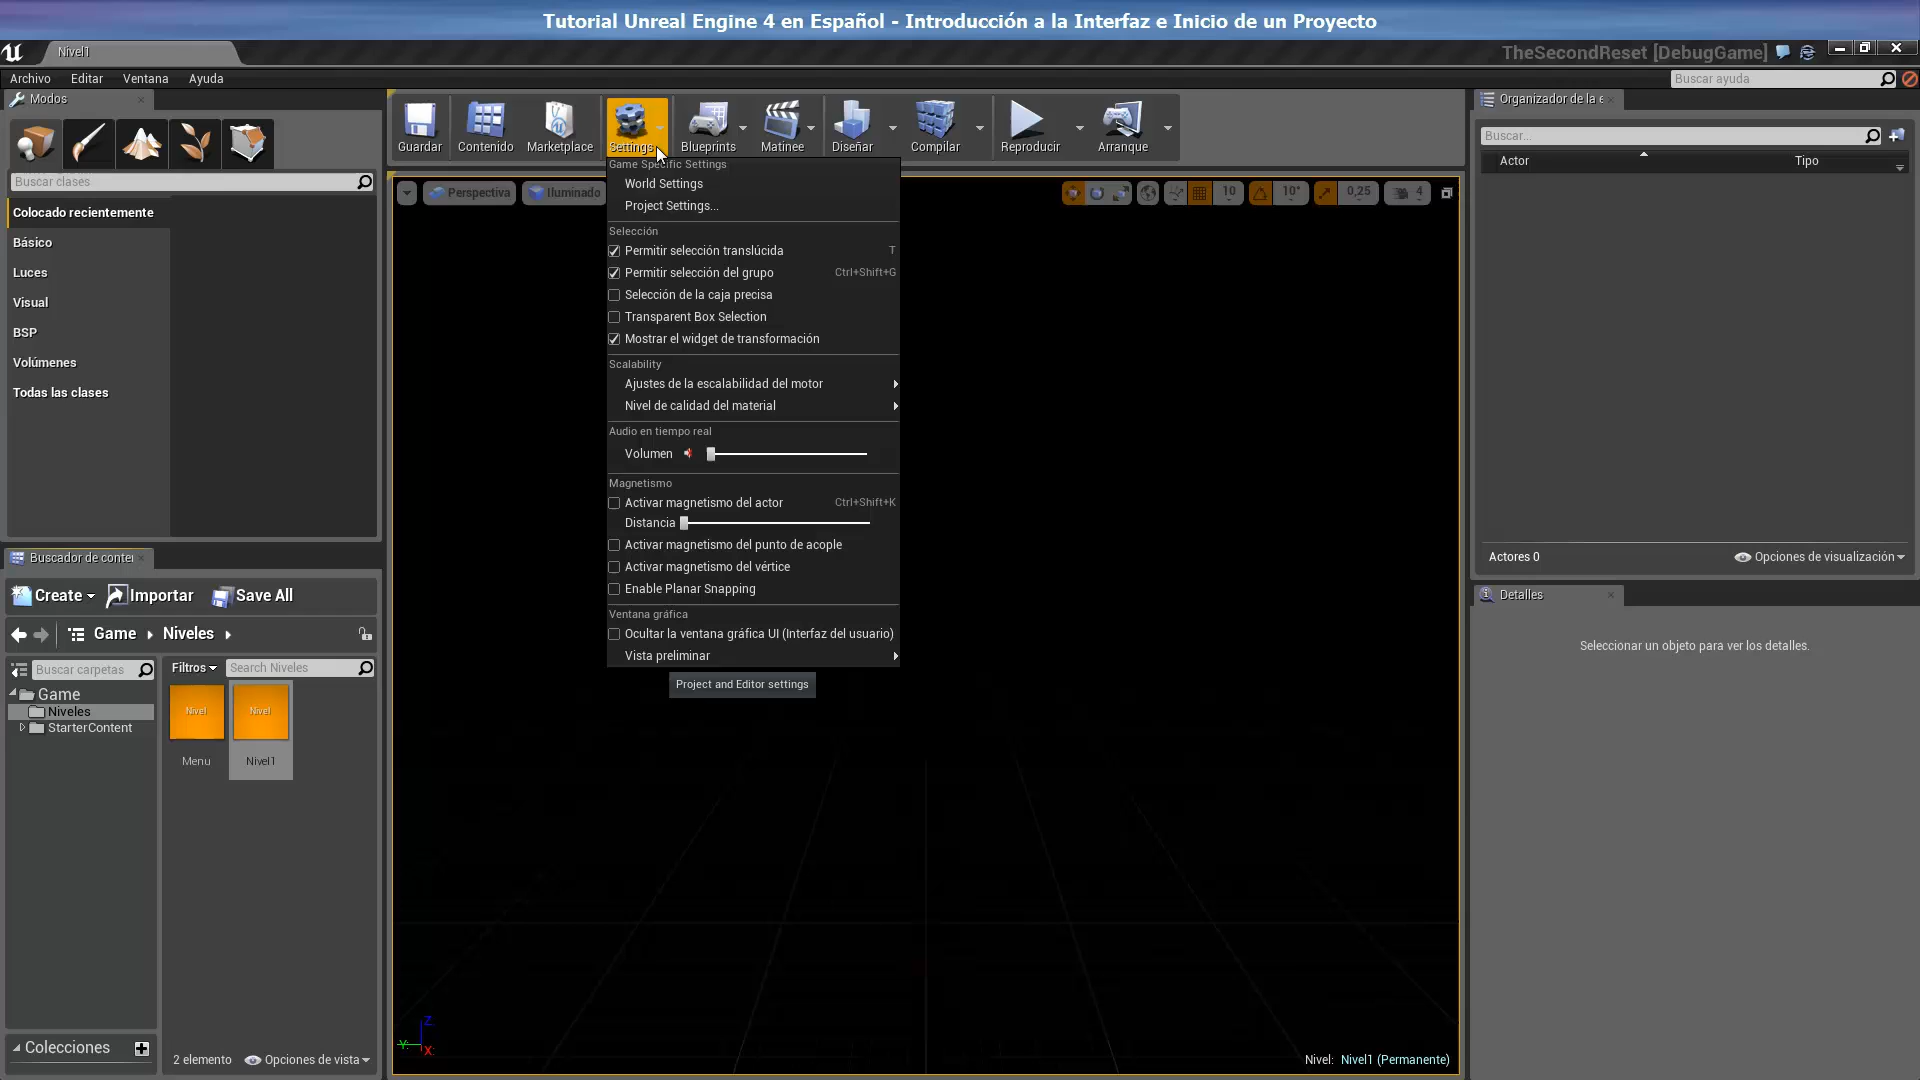 Tutorial Unreal Engine 4 en Español - Introducción a la Interfaz e Inicio de un Proyecto
Nivel1
TheSecondReset [DebugGame]
Archivo Editar Ventana Ayuda
Buscar ayuda
Modos
Buscar clases
Colocado recientemente
Básico
Luces
Visual
BSP
Volúmenes
Todas las clases
Guardar Contenido Marketplace Settings Blueprints Matinee Diseñar Compilar Reproducir Arranque
Perspectiva Iluminado
10 10° 0,25 4
Game Specific Settings
World Settings
Project Settings...
Selección
Permitir selección translúcida T
Permitir selección del grupo Ctrl+Shift+G
Selección de la caja precisa
Transparent Box Selection
Mostrar el widget de transformación
Scalability
Ajustes de la escalabilidad del motor
Nivel de calidad del material
Audio en tiempo real
Volumen
Magnetismo
Activar magnetismo del actor Ctrl+Shift+K
Distancia
Activar magnetismo del punto de acople
Activar magnetismo del vértice
Enable Planar Snapping
Ventana gráfica
Ocultar la ventana gráfica UI (Interfaz del usuario)
Vista preliminar
Project and Editor settings
Z
Y
X
Nivel: Nivel1 (Permanente)
Organizador de la e
Buscar...
Actor Tipo
Actores 0 Opciones de visualización
Detalles
Seleccionar un objeto para ver los detalles.
Buscador de conte
Create Importar Save All
Game Niveles
Buscar carpetas
Filtros Search Niveles
Game
Niveles
StarterContent
Nivel Nivel
Menu Nivel1
Colecciones
2 elemento Opciones de vista